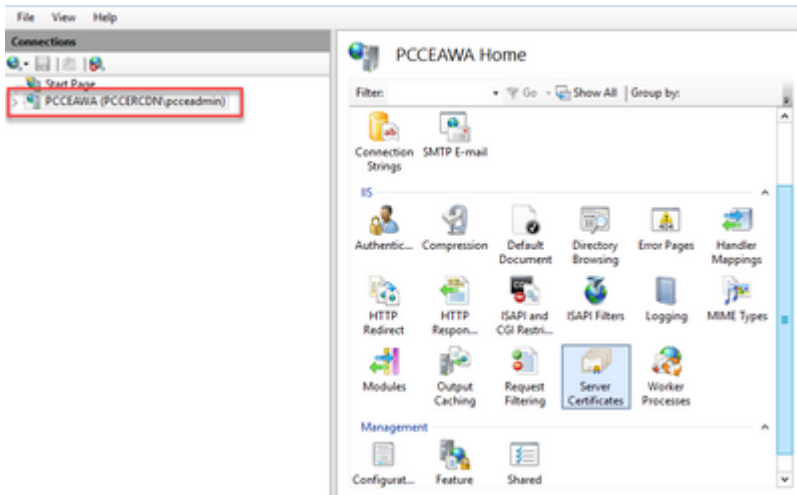 File View Help
Connections
Start Page
PCCEAWA (PCCERCDN\pcceadmin)
PCCEAWA Home
Filter: Go Show All Group by:
Connection Strings
SMTP E-mail
IIS
Authentic... Compression Default Document Directory Browsing Error Pages Handler Mappings
HTTP Redirect HTTP Respon... ISAPI and CGI Restri... ISAPI Filters Logging MIME Types
Modules Output Caching Request Filtering Server Certificates Worker Processes
Management
Configurat... Feature Shared